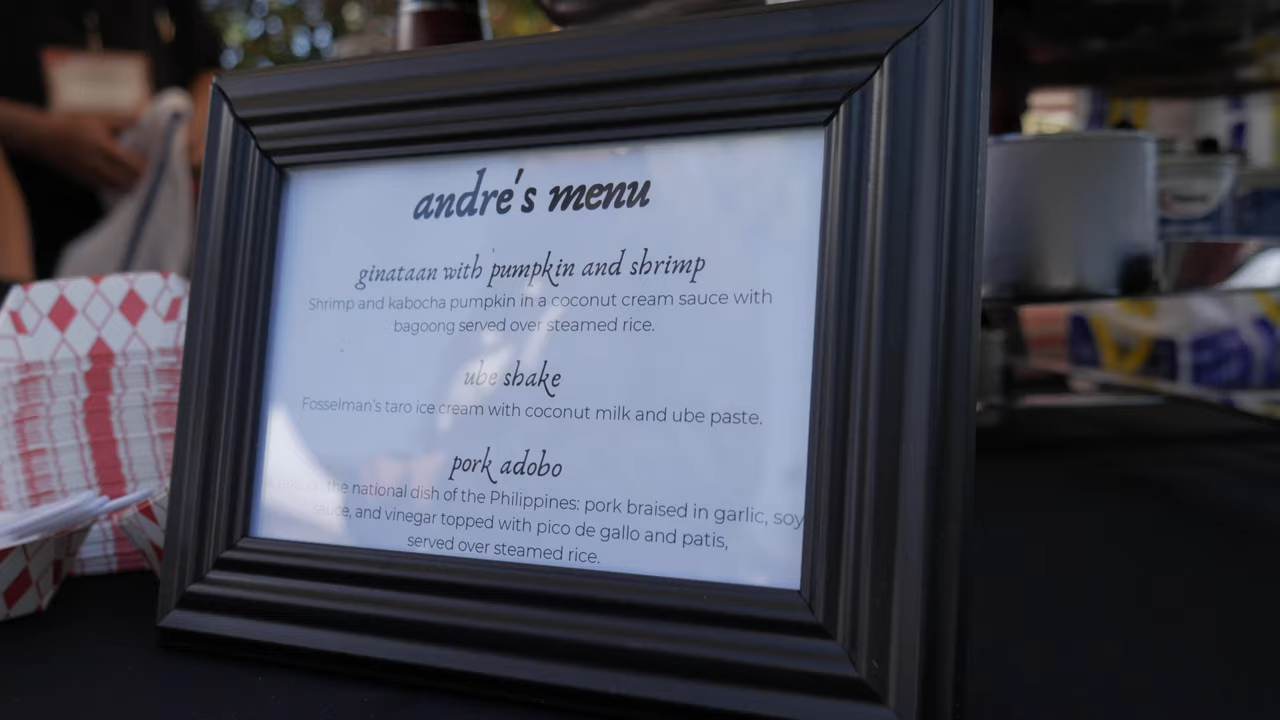 andré's menu
ginataan with pumpkin and shrimp
Shrimp and kabocha pumpkin in a coconut cream sauce with
bagoong served over steamed rice.
ube shake
Fosselman's taro ice cream with coconut milk and ube paste.
pork adobo
the national dish of the Philippines: pork braised in garlic, soy
sauce, and vinegar topped with pico de gallo and patis,
served over steamed rice.